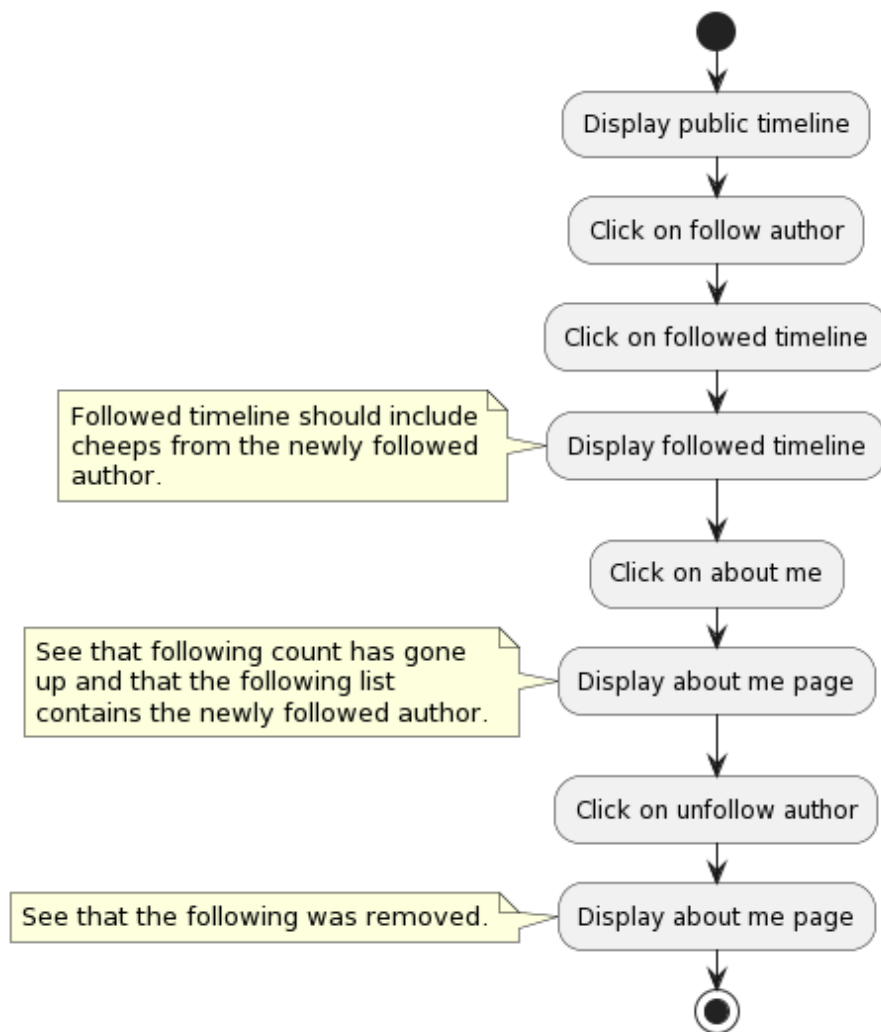 Display public timeline
Click on follow author
Click on followed timeline
Followed timeline should include
cheeps from the newly followed
author.
Display followed timeline
Click on about me
See that following count has gone
up and that the following list
contains the newly followed author.
Display about me page
Click on unfollow author
See that the following was removed.
Display about me page